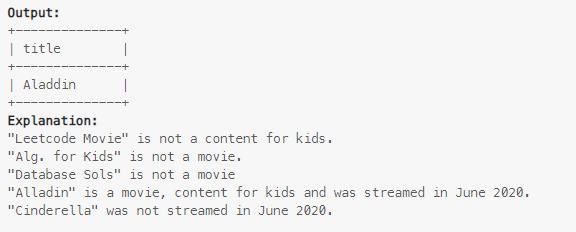 Output:
+--------------+
| title        |
+--------------+
| Aladdin      |
+--------------+
Explanation:
"Leetcode Movie" is not a content for kids.
"Alg. for Kids" is not a movie.
"Database Sols" is not a movie
"Alladin" is a movie, content for kids and was streamed in June 2020.
"Cinderella" was not streamed in June 2020.